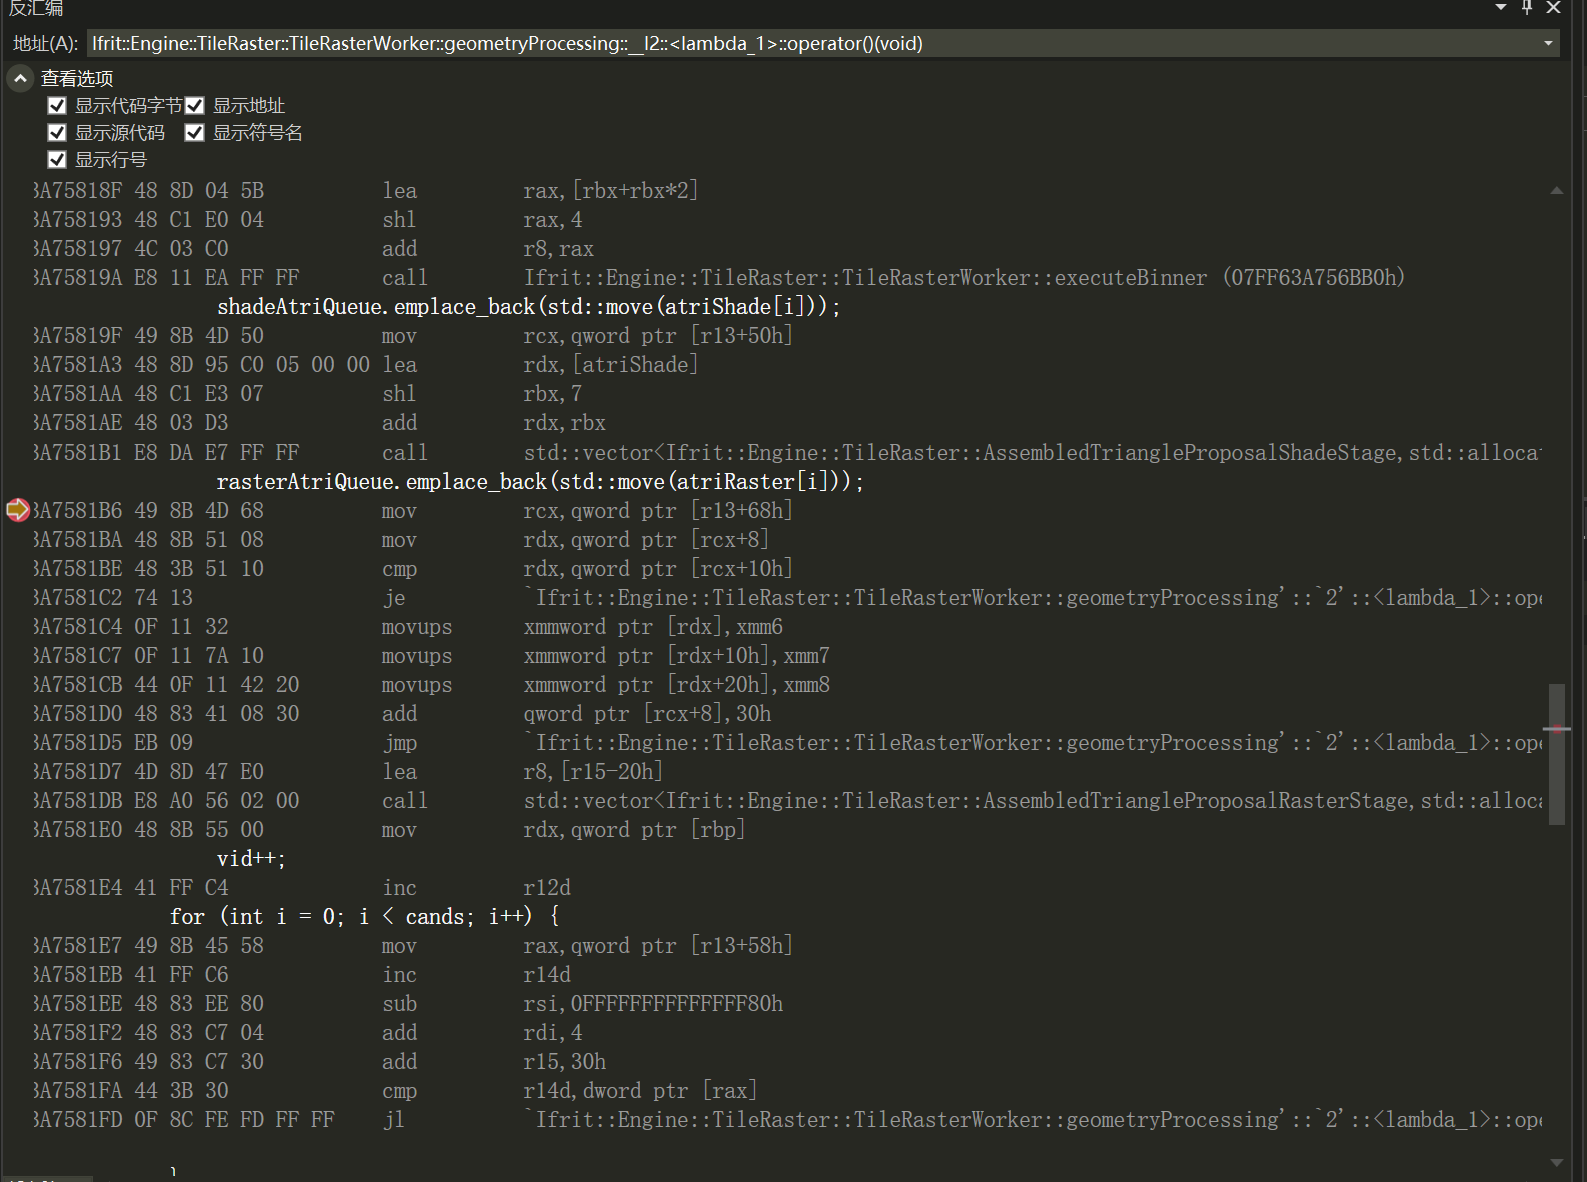 反汇编
地址(A): Ifrit::Engine::TileRaster::TileRasterWorker::geometryProcessing::__l2::<lambda_1>::operator()(void)
查看选项
显示代码字节 显示地址
显示源代码 显示符号名
显示行号
3A75818F 48 8D 04 5B lea rax,[rbx+rbx*2]
3A758193 48 C1 E0 04 shl rax,4
3A758197 4C 03 C0 add r8,rax
3A75819A E8 11 EA FF FF call Ifrit::Engine::TileRaster::TileRasterWorker::executeBinner (07FF63A756BB0h)
shadeAtriQueue.emplace_back(std::move(atriShade[i]));
3A75819F 49 8B 4D 50 mov rcx,qword ptr [r13+50h]
3A7581A3 48 8D 95 C0 05 00 00 lea rdx,[atriShade]
3A7581AA 48 C1 E3 07 shl rbx,7
3A7581AE 48 03 D3 add rdx,rbx
3A7581B1 E8 DA E7 FF FF call std::vector<Ifrit::Engine::TileRaster::AssembledTriangleProposalShadeStage,std::alloca
rasterAtriQueue.emplace_back(std::move(atriRaster[i]));
3A7581B6 49 8B 4D 68 mov rcx,qword ptr [r13+68h]
3A7581BA 48 8B 51 08 mov rdx,qword ptr [rcx+8]
3A7581BE 48 3B 51 10 cmp rdx,qword ptr [rcx+10h]
3A7581C2 74 13 je `Ifrit::Engine::TileRaster::TileRasterWorker::geometryProcessing'::`2'::<lambda_1>::ope
3A7581C4 0F 11 32 movups xmmword ptr [rdx],xmm6
3A7581C7 0F 11 7A 10 movups xmmword ptr [rdx+10h],xmm7
3A7581CB 44 0F 11 42 20 movups xmmword ptr [rdx+20h],xmm8
3A7581D0 48 83 41 08 30 add qword ptr [rcx+8],30h
3A7581D5 EB 09 jmp `Ifrit::Engine::TileRaster::TileRasterWorker::geometryProcessing'::`2'::<lambda_1>::ope
3A7581D7 4D 8D 47 E0 lea r8,[r15-20h]
3A7581DB E8 A0 56 02 00 call std::vector<Ifrit::Engine::TileRaster::AssembledTriangleProposalRasterStage,std::alloca
3A7581E0 48 8B 55 00 mov rdx,qword ptr [rbp]
vid++;
3A7581E4 41 FF C4 inc r12d
for (int i = 0; i < cands; i++) {
3A7581E7 49 8B 45 58 mov rax,qword ptr [r13+58h]
3A7581EB 41 FF C6 inc r14d
3A7581EE 48 83 EE 80 sub rsi,0FFFFFFFFFFFFFF80h
3A7581F2 48 83 C7 04 add rdi,4
3A7581F6 49 83 C7 30 add r15,30h
3A7581FA 44 3B 30 cmp r14d,dword ptr [rax]
3A7581FD 0F 8C FE FD FF FF jl `Ifrit::Engine::TileRaster::TileRasterWorker::geometryProcessing'::`2'::<lambda_1>::ope